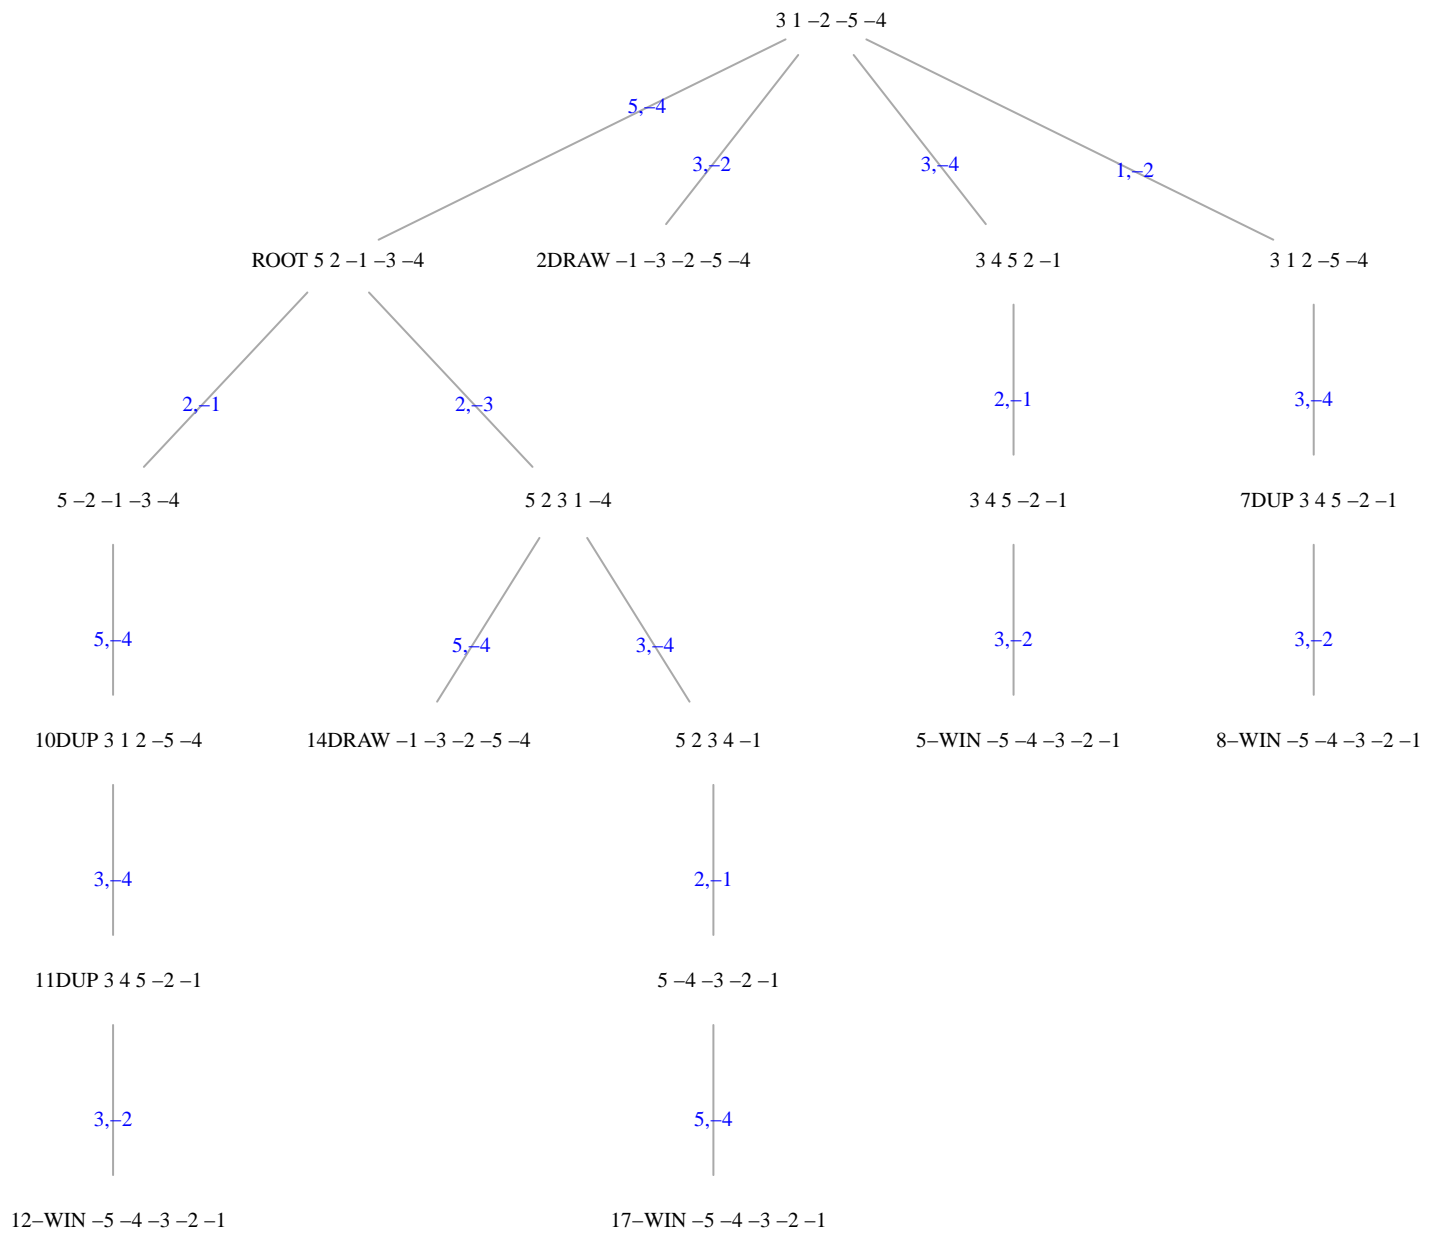 3 1 −2 −5 −4
5,−4
3,−2
3,−4
1,−2
ROOT 5 2 −1 −3 −4
2DRAW −1 −3 −2 −5 −4
3 4 5 2 −1
3 1 2 −5 −4
2,−1
2,−3
2,−1
3,−4
5 −2 −1 −3 −4
5 2 3 1 −4
3 4 5 −2 −1
7DUP 3 4 5 −2 −1
5,−4
5,−4
3,−4
3,−2
3,−2
10DUP 3 1 2 −5 −4
14DRAW −1 −3 −2 −5 −4
5 2 3 4 −1
5−WIN −5 −4 −3 −2 −1
8−WIN −5 −4 −3 −2 −1
3,−4
2,−1
11DUP 3 4 5 −2 −1
5 −4 −3 −2 −1
3,−2
5,−4
12−WIN −5 −4 −3 −2 −1
17−WIN −5 −4 −3 −2 −1